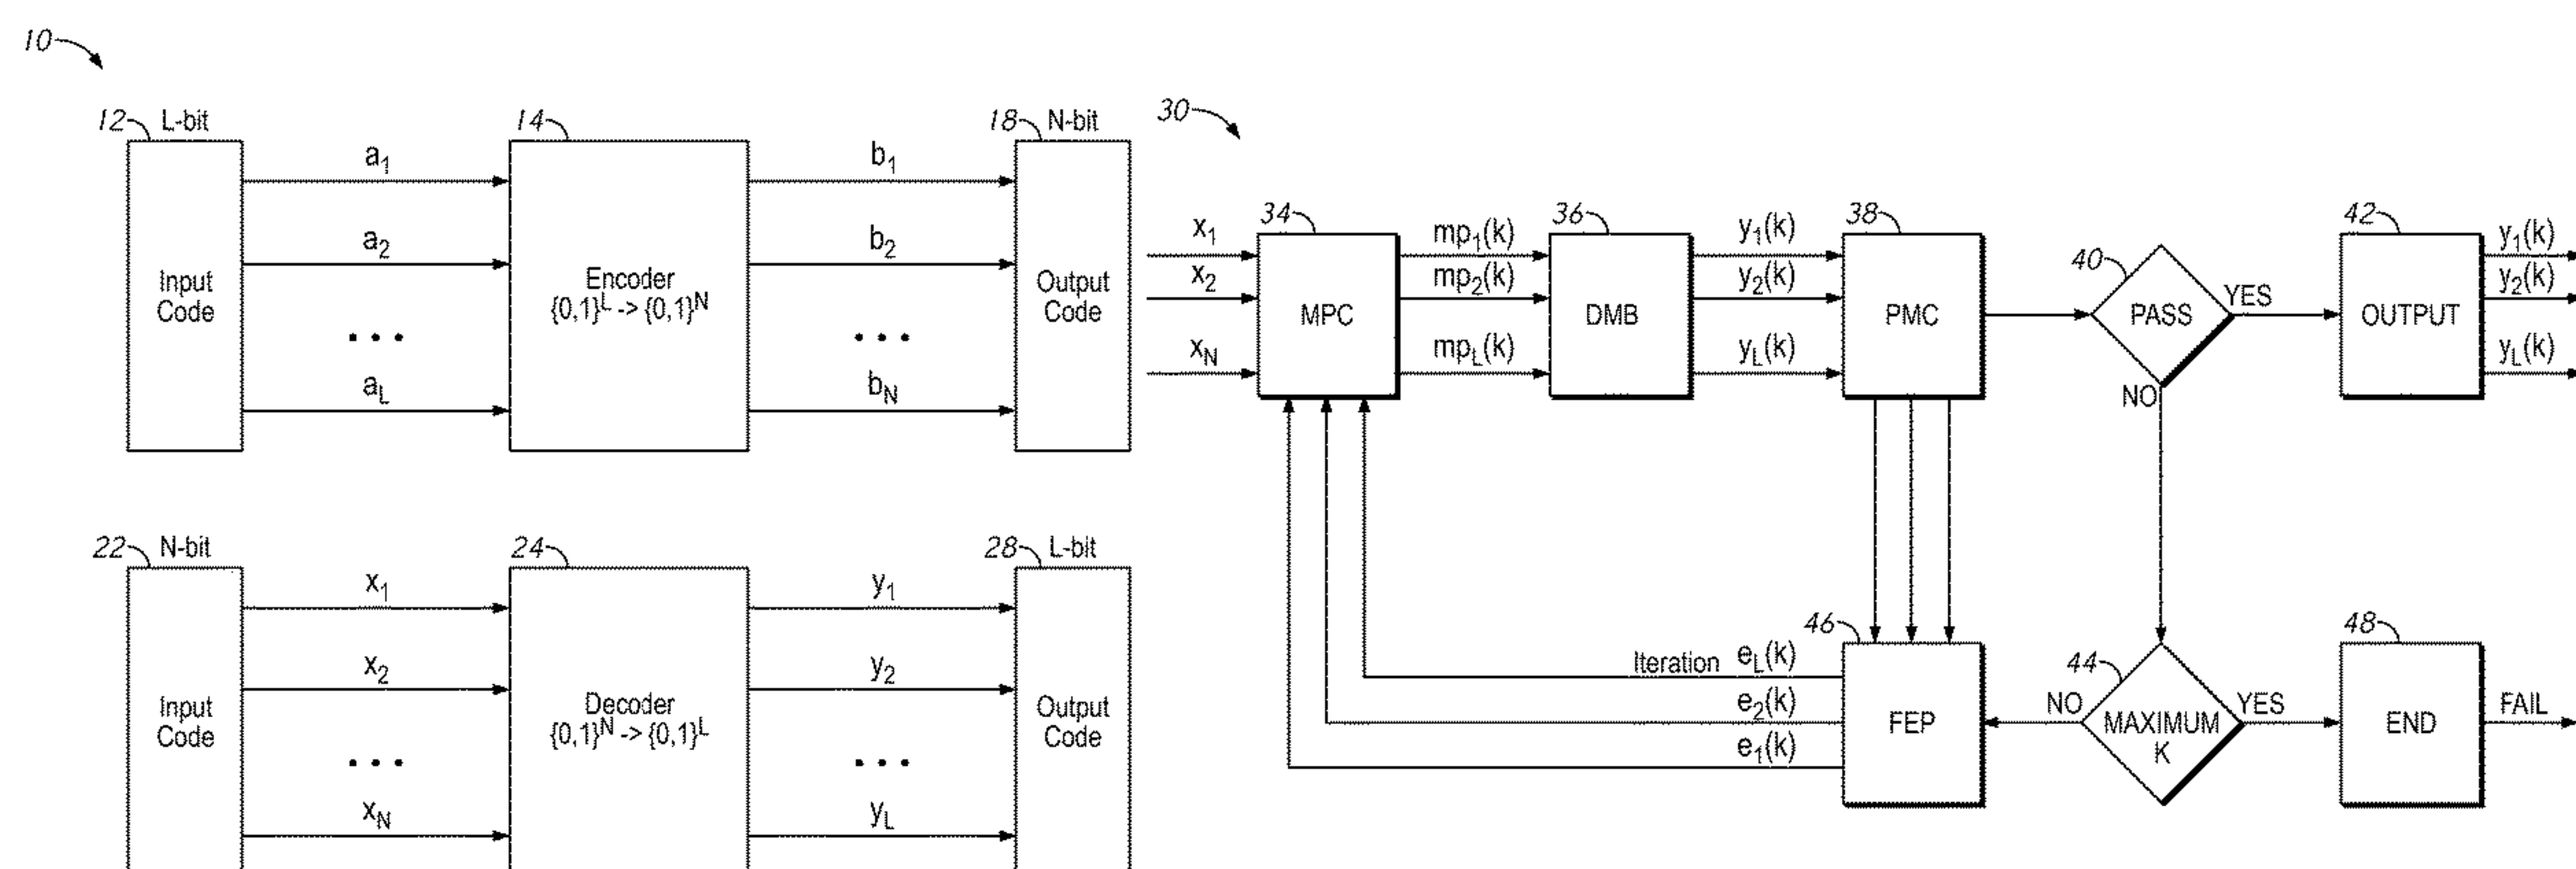 10
12 L-bit
14
18 N-bit
a1
b1
a2
b2
Input
Code
Encoder
{0,1}^L -> {0,1}^N
Output
Code
...
...
aL
bN
22 N-bit
24
28 L-bit
x1
y1
x2
y2
Input
Code
Decoder
{0,1}^N -> {0,1}^L
Output
Code
...
...
xN
yL
30
34
36
38
40
42
x1
x2
xN
MPC
mp1(k)
mp2(k)
mpL(k)
DMB
y1(k)
y2(k)
yL(k)
PMC
PASS
YES
NO
OUTPUT
y1(k)
y2(k)
yL(k)
46
44
48
Iteration eL(k)
e2(k)
e1(k)
FEP
NO
MAXIMUM
K
YES
END
FAIL